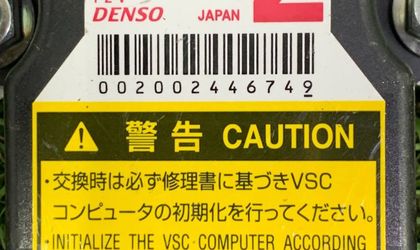 DENSO JAPAN
002002446749
警告 CAUTION
・交換時は必ず修理書に基づきVSC
コンピュータの初期化を行ってください。
・INITIALIZE THE VSC COMPUTER ACCORDING